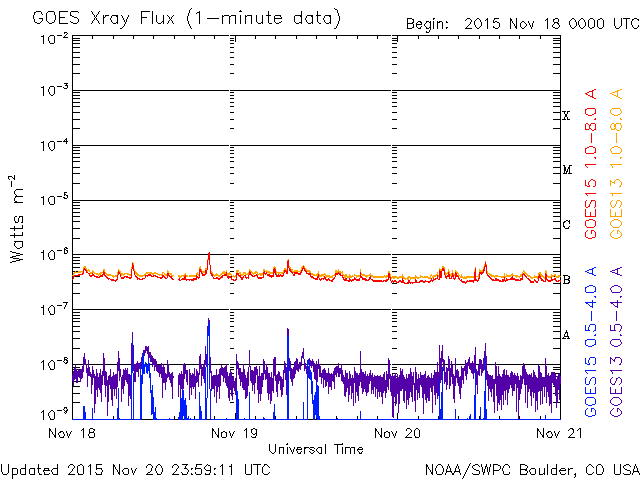 GOES Xray Flux (1-minute data)
Begin: 2015 Nov 18 0000 UTC
10-2
10-3
10-4
10-5
10-6
10-7
10-8
10-9
Watts m-2
X
M
C
B
A
GOES15 1.0-8.0 A
GOES13 1.0-8.0 A
GOES15 0.5-4.0 A
GOES13 0.5-4.0 A
Nov 18 Nov 19 Nov 20 Nov 21
Universal Time
Updated 2015 Nov 20 23:59:11 UTC
NOAA/SWPC Boulder, CO USA